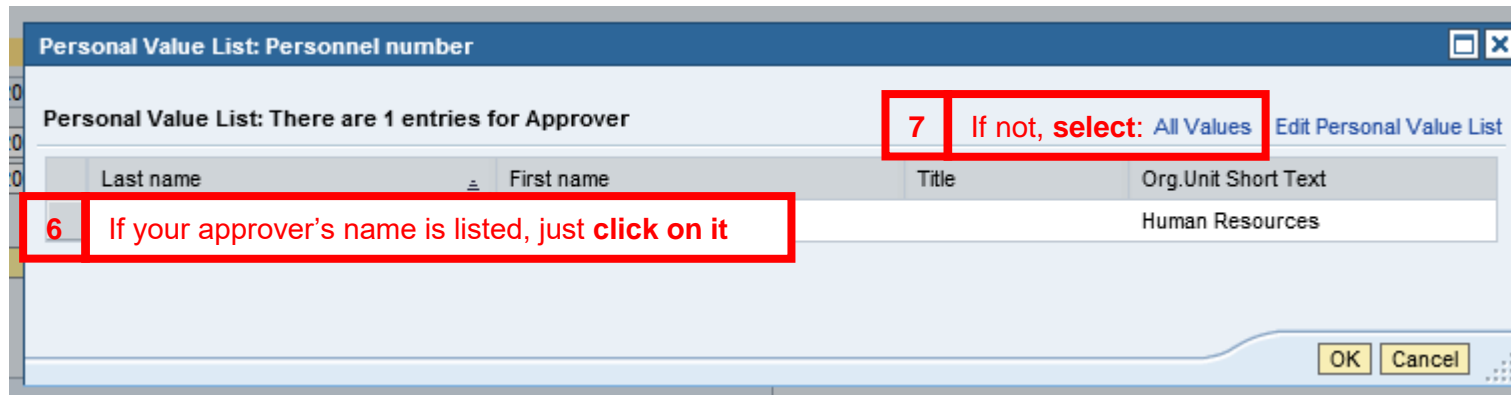 Personal Value List: Personnel number
Personal Value List: There are 1 entries for Approver
7 If not, select: All Values Edit Personal Value List
Last name First name Title Org.Unit Short Text
6 If your approver’s name is listed, just click on it Human Resources
OK Cancel